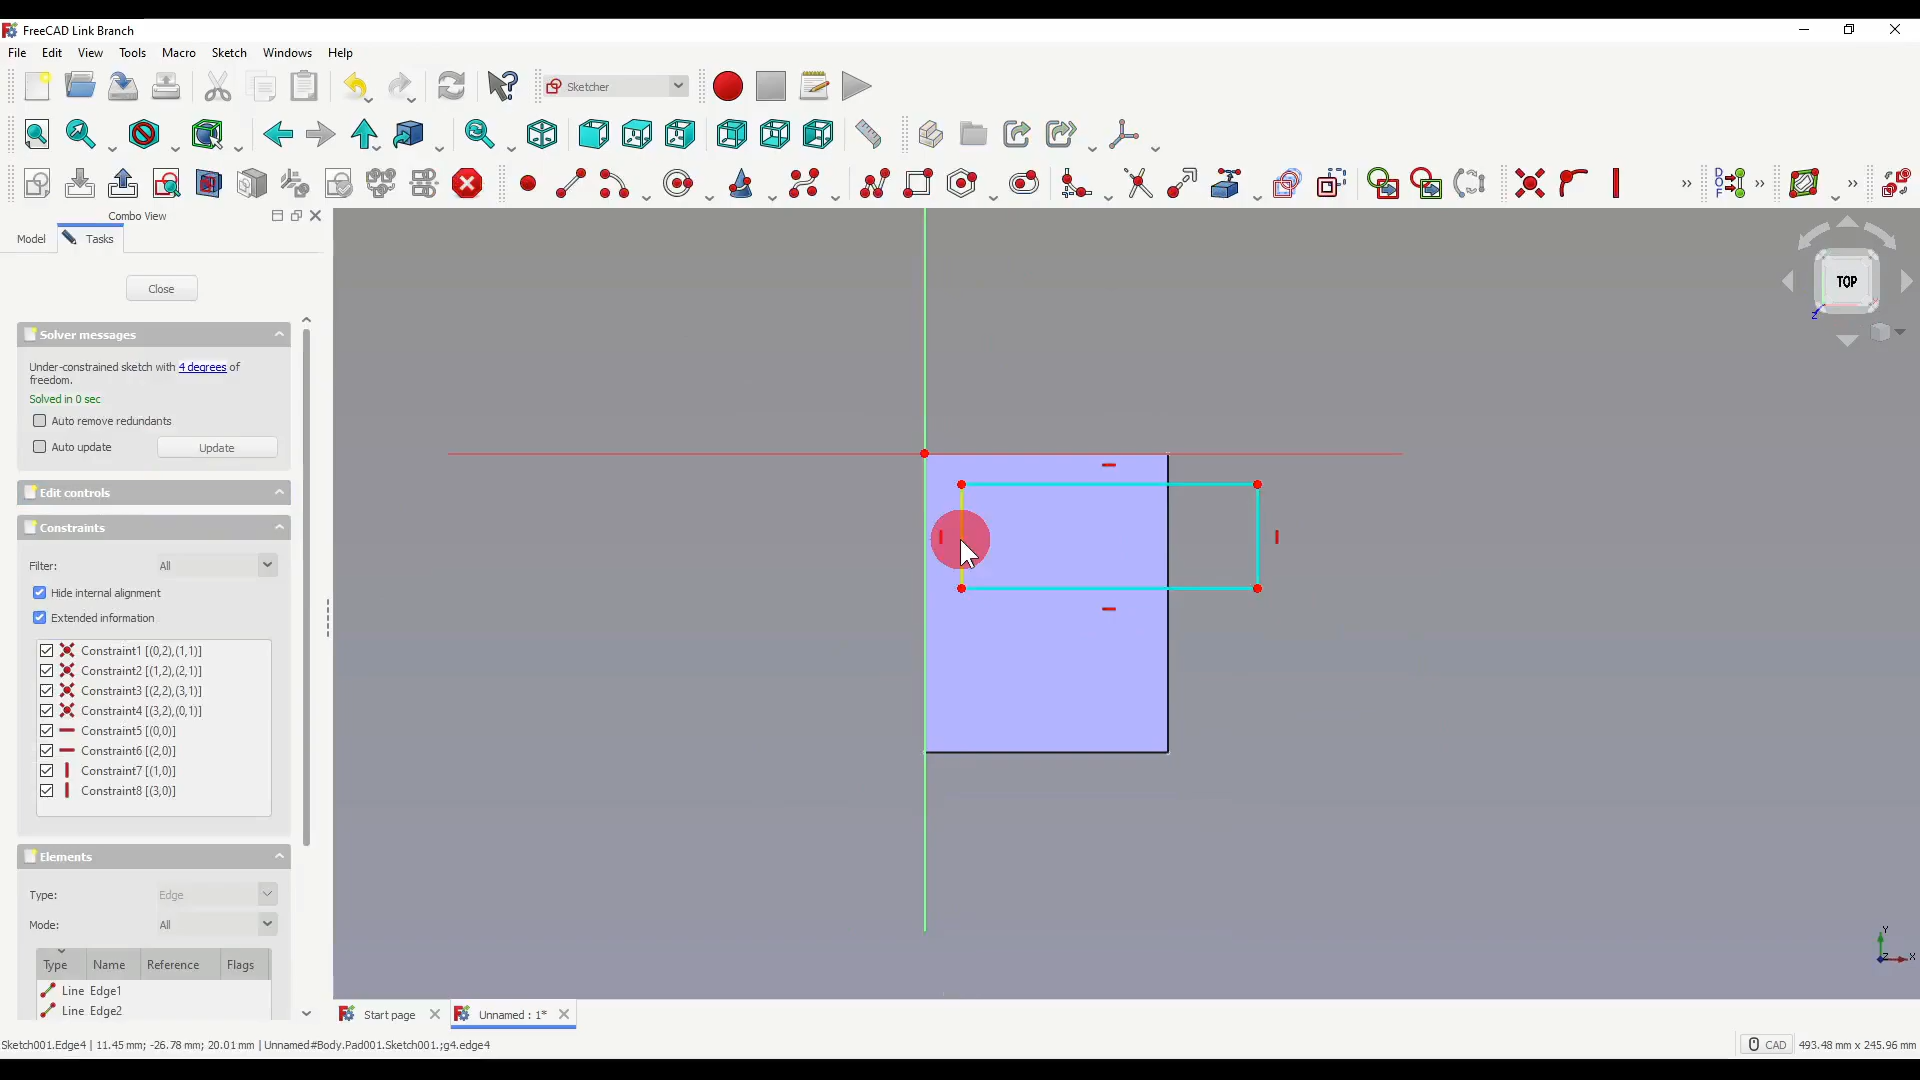 FreeCAD Link Branch
File Edit View Tools Macro Sketch Windows Help
Sketcher
Combo View
Model Tasks
Close
Solver messages
Under-constrained sketch with 4 degrees of
freedom.
Solved in 0 sec
Auto remove redundants
Auto update Update
Edit controls
Constraints
Filter: All
Hide internal alignment
Extended information
Constraint1 [(0,2),(1,1)]
Constraint2 [(1,2),(2,1)]
Constraint3 [(2,2),(3,1)]
Constraint4 [(3,2),(0,1)]
Constraint5 [(0,0)]
Constraint6 [(2,0)]
Constraint7 [(1,0)]
Constraint8 [(3,0)]
Elements
Type: Edge
Mode: All
Type Name Reference Flags
Line Edge1
Line Edge2
TOP
Z
Y
Z X
Start page Unnamed : 1*
Sketch001.Edge4 | 11.45 mm; -26.78 mm; 20.01 mm | Unnamed#Body.Pad001.Sketch001.;g4.edge4
CAD 493.48 mm x 245.96 mm